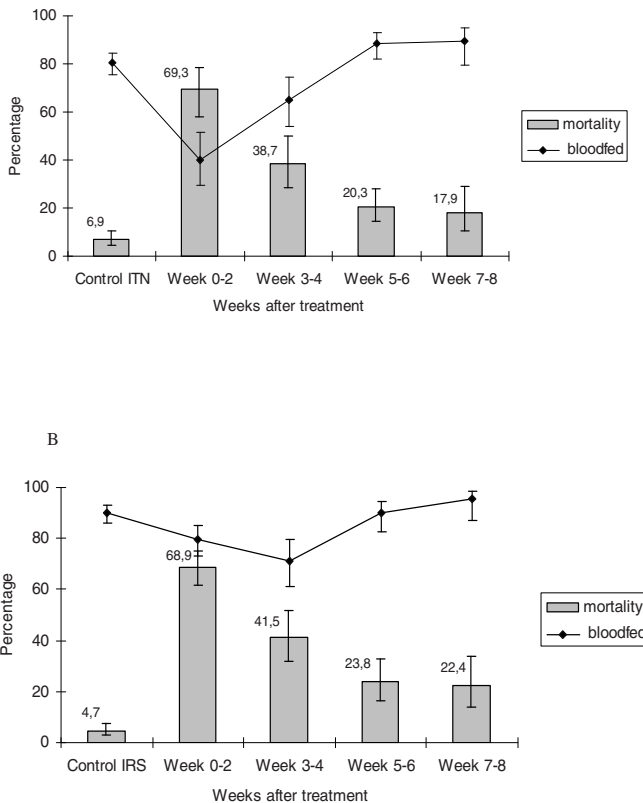 100
80
60
40
20
0
Percentage
69,3
38,7
20,3
17,9
6,9
Control ITN Week 0-2 Week 3-4 Week 5-6 Week 7-8
Weeks after treatment
mortality
bloodfed
B
100
80
60
40
20
0
Percentage
68,9
41,5
23,8
22,4
4,7
Control IRS Week 0-2 Week 3-4 Week 5-6 Week 7-8
Weeks after treatment
mortality
bloodfed